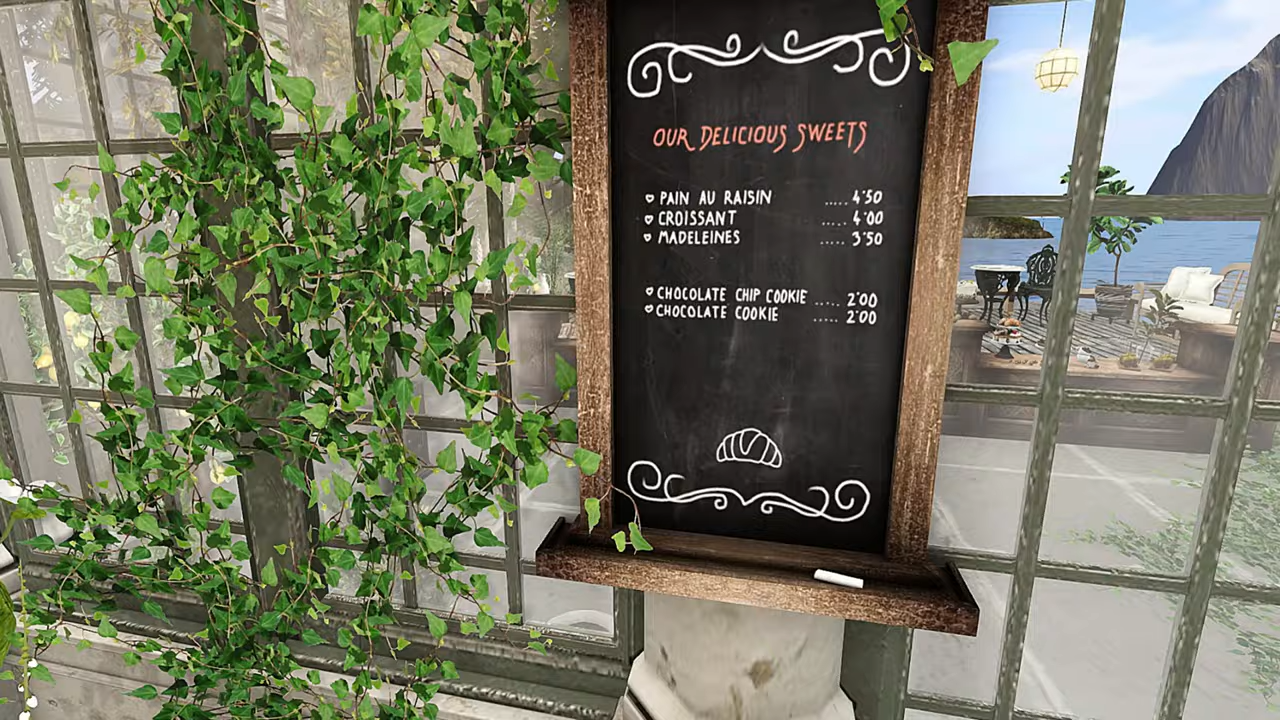 OUR DELICIOUS SWEETS
PAIN AU RAISIN ..... 4'50
CROISSANT ..... 4'00
MADELEINES ..... 3'50
CHOCOLATE CHIP COOKIE ..... 2'00
CHOCOLATE COOKIE ..... 2'00